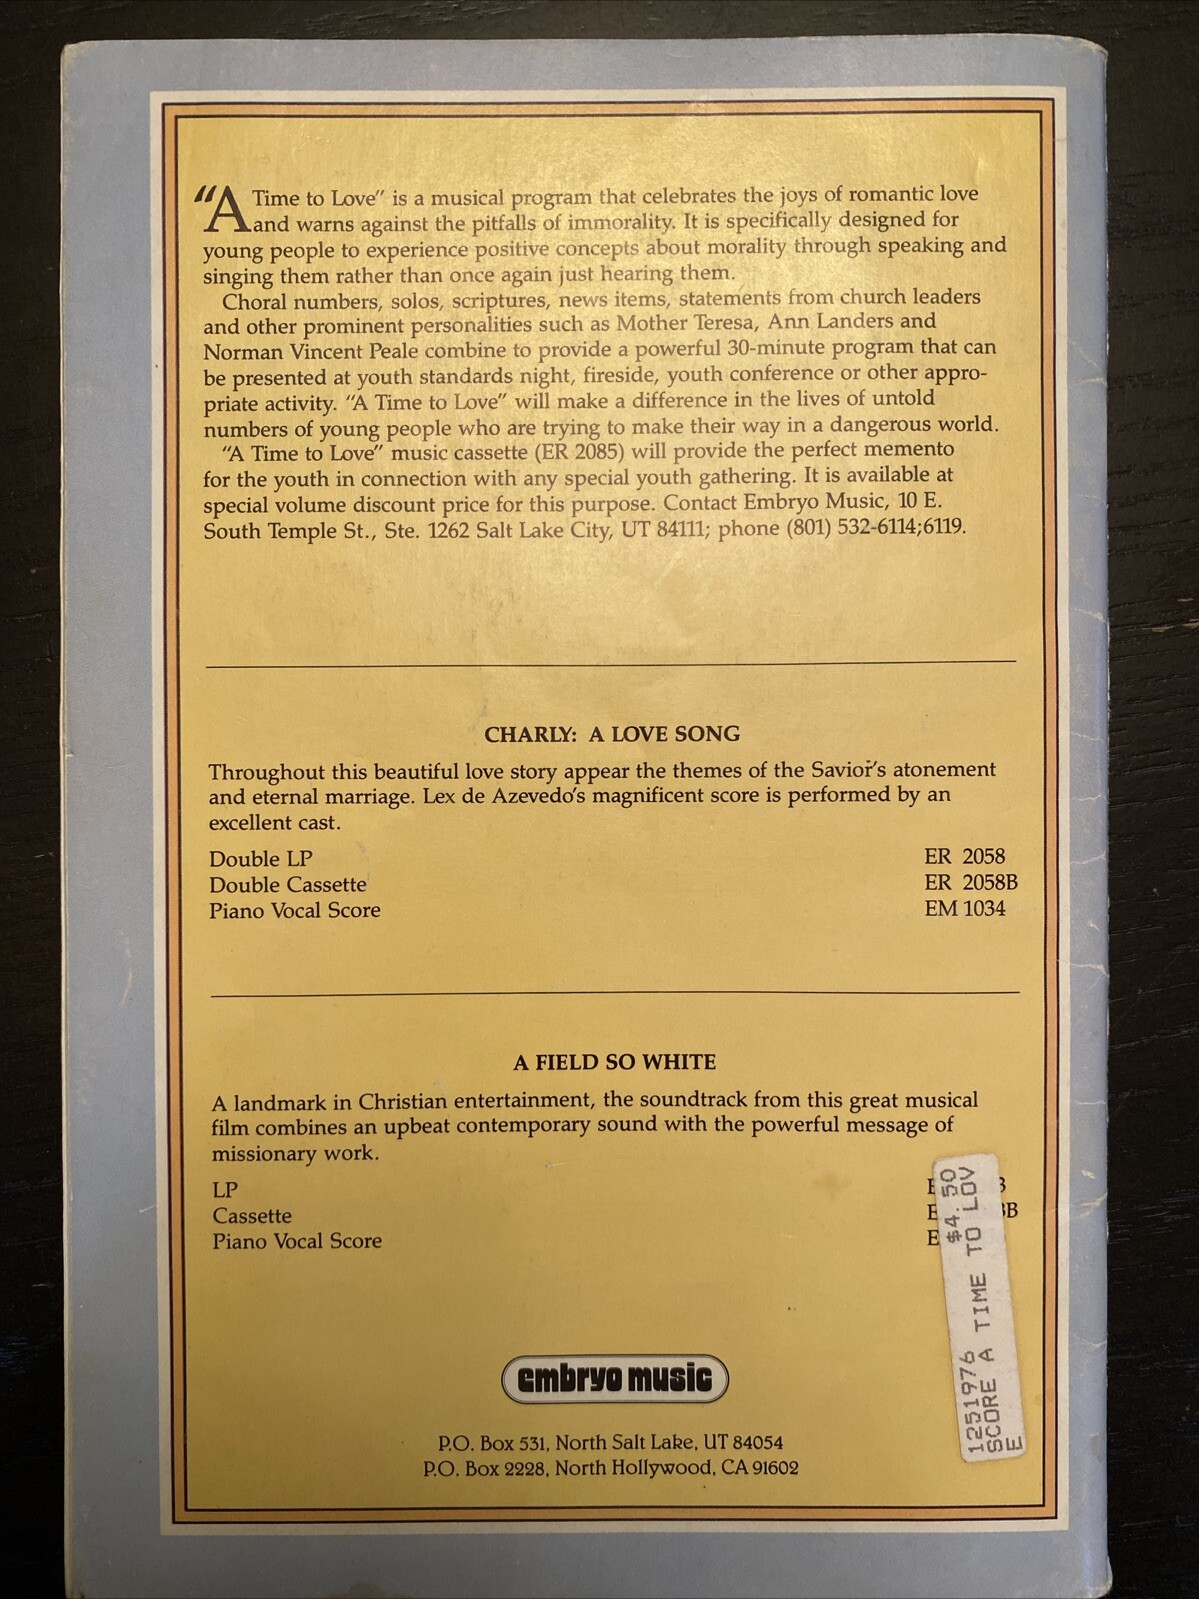 "A Time to Love" is a musical program that celebrates the joys of romantic love
and warns against the pitfalls of immorality. It is specifically designed for
young people to experience positive concepts about morality through speaking and
singing them rather than once again just hearing them.
Choral numbers, solos, scriptures, news items, statements from church leaders
and other prominent personalities such as Mother Teresa, Ann Landers and
Norman Vincent Peale combine to provide a powerful 30-minute program that can
be presented at youth standards night, fireside, youth conference or other appro-
priate activity. "A Time to Love" will make a difference in the lives of untold
numbers of young people who are trying to make their way in a dangerous world.
"A Time to Love" music cassette (ER 2085) will provide the perfect memento
for the youth in connection with any special youth gathering. It is available at
special volume discount price for this purpose. Contact Embryo Music, 10 E.
South Temple St., Ste. 1262 Salt Lake City, UT 84111; phone (801) 532-6114;6119.
CHARLY: A LOVE SONG
Throughout this beautiful love story appear the themes of the Savior's atonement
and eternal marriage. Lex de Azevedo's magnificent score is performed by an
excellent cast.
Double LP ER 2058
Double Cassette ER 2058B
Piano Vocal Score EM 1034
A FIELD SO WHITE
A landmark in Christian entertainment, the soundtrack from this great musical
film combines an upbeat contemporary sound with the powerful message of
missionary work.
LP
Cassette
Piano Vocal Score
1251976 $4.50
SCORE A TIME TO LOV
E
embryo music
P.O. Box 531, North Salt Lake, UT 84054
P.O. Box 2228, North Hollywood, CA 91602